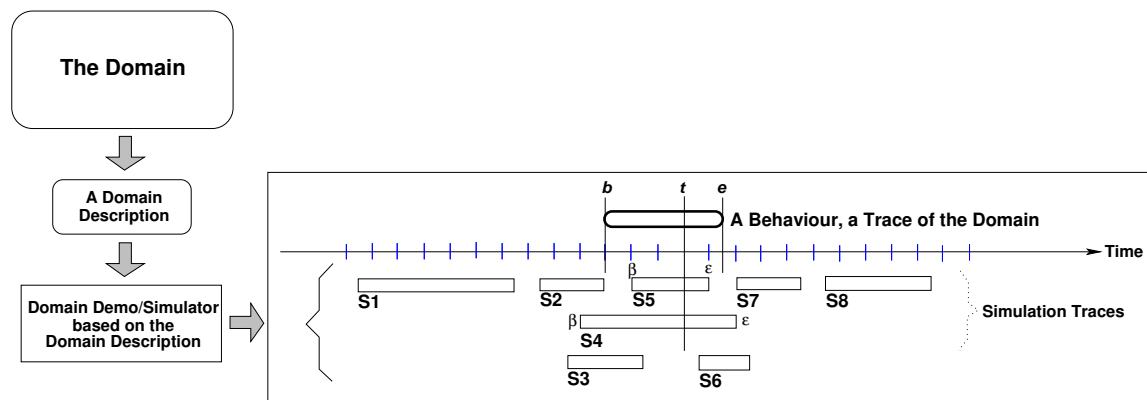 The Domain
A Domain
Description
Domain Demo/Simulator
based on the
Domain Description
b t e
A Behaviour, a Trace of the Domain
Time
β ε
S1 S2 S5 S7 S8
β ε
S4
S3 S6
Simulation Traces